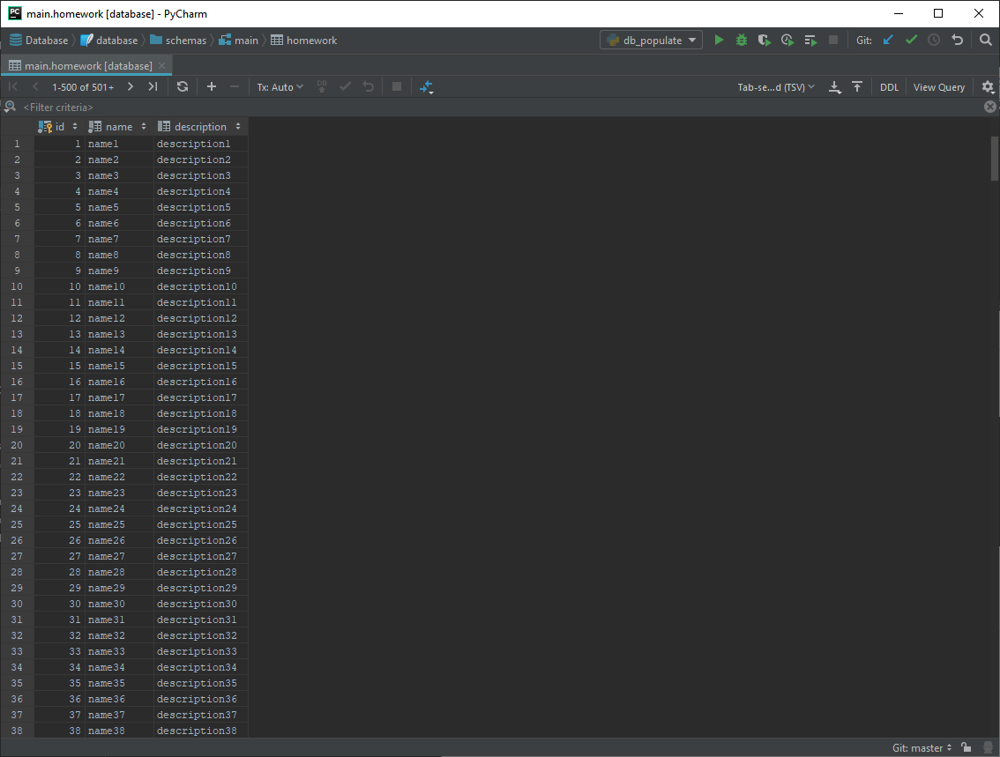 PC main.homework [database] - PyCharm
Database database schemas main homework db_populate Git:
main.homework [database]
1-500 of 501+ Tx: Auto DB Tab-se...d (TSV) DDL View Query
<Filter criteria>
id name description
1 1 name1 description1
2 2 name2 description2
3 3 name3 description3
4 4 name4 description4
5 5 name5 description5
6 6 name6 description6
7 7 name7 description7
8 8 name8 description8
9 9 name9 description9
10 10 name10 description10
11 11 name11 description11
12 12 name12 description12
13 13 name13 description13
14 14 name14 description14
15 15 name15 description15
16 16 name16 description16
17 17 name17 description17
18 18 name18 description18
19 19 name19 description19
20 20 name20 description20
21 21 name21 description21
22 22 name22 description22
23 23 name23 description23
24 24 name24 description24
25 25 name25 description25
26 26 name26 description26
27 27 name27 description27
28 28 name28 description28
29 29 name29 description29
30 30 name30 description30
31 31 name31 description31
32 32 name32 description32
33 33 name33 description33
34 34 name34 description34
35 35 name35 description35
36 36 name36 description36
37 37 name37 description37
38 38 name38 description38
Git: master